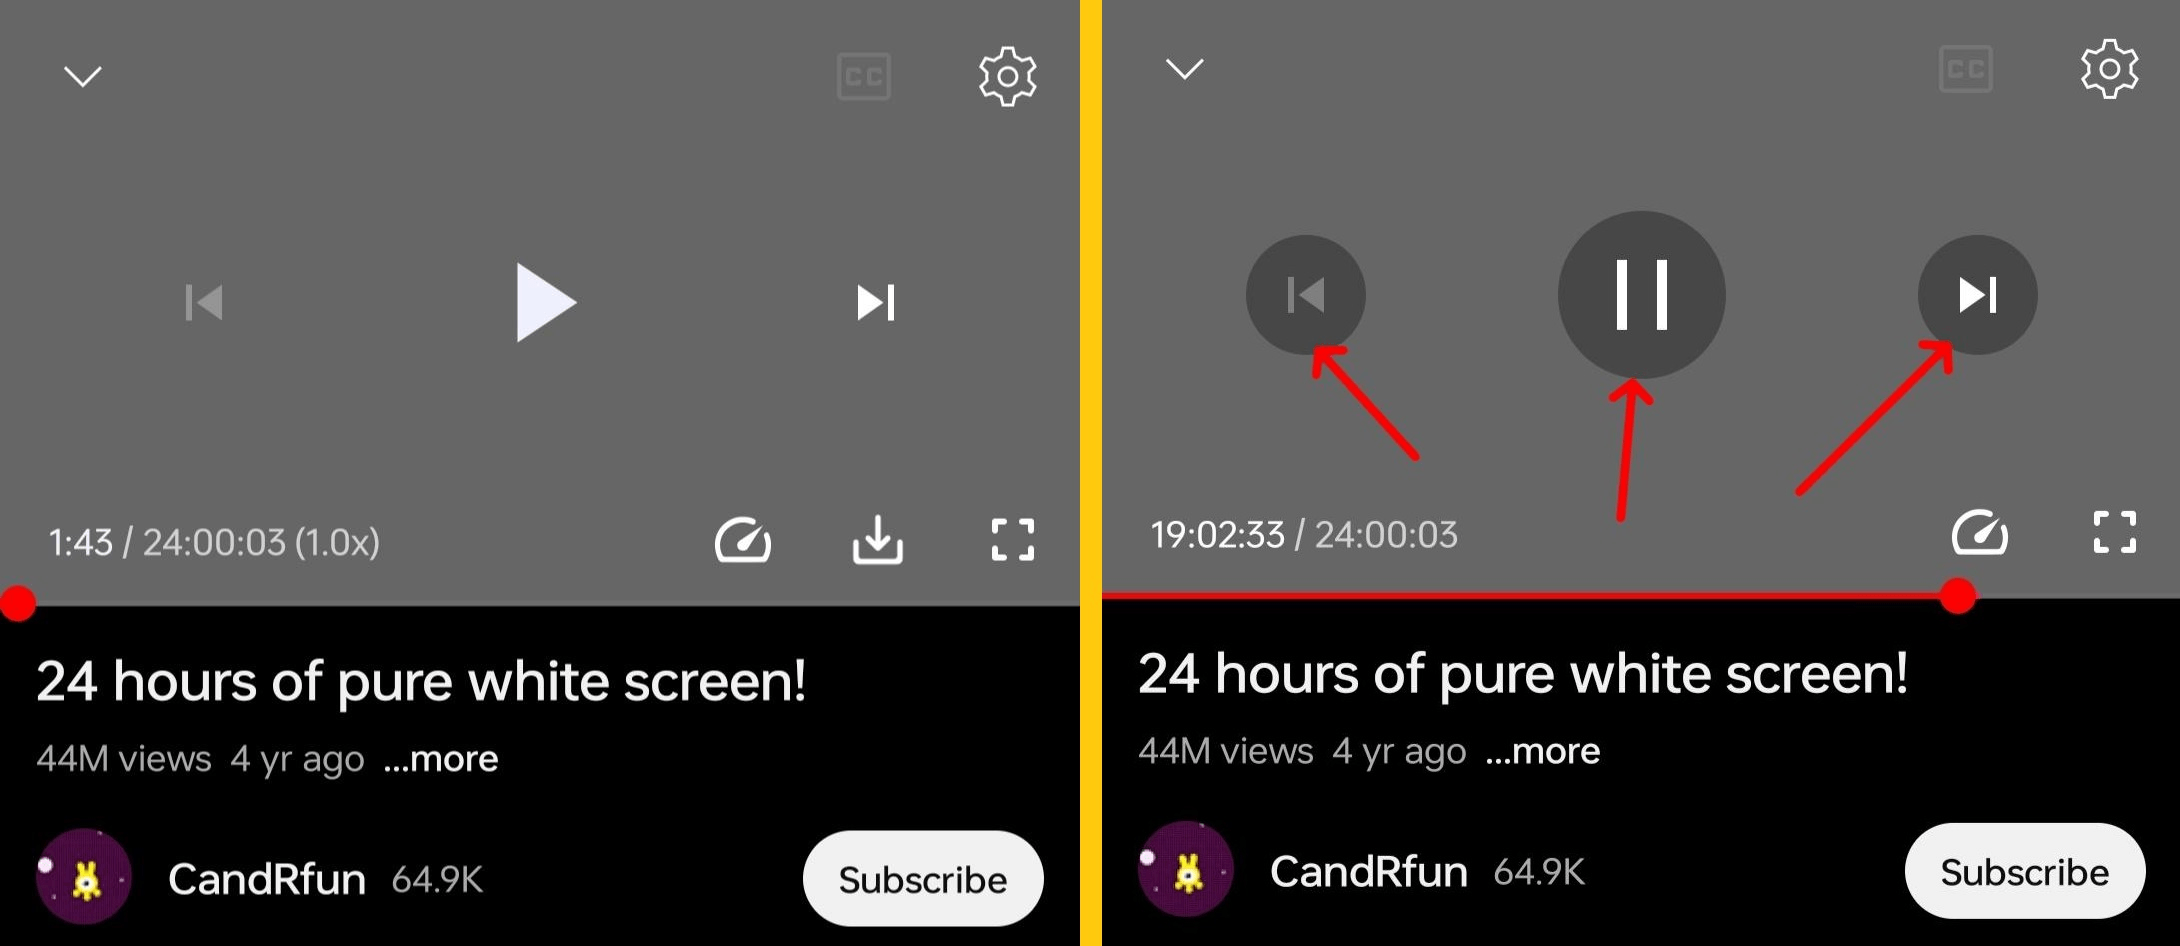 CC
1:43 / 24:00:03 (1.0x)
24 hours of pure white screen!
44M views 4 yr ago ...more
CandRfun 64.9K
Subscribe
CC
19:02:33 / 24:00:03
24 hours of pure white screen!
44M views 4 yr ago ...more
CandRfun 64.9K
Subscribe